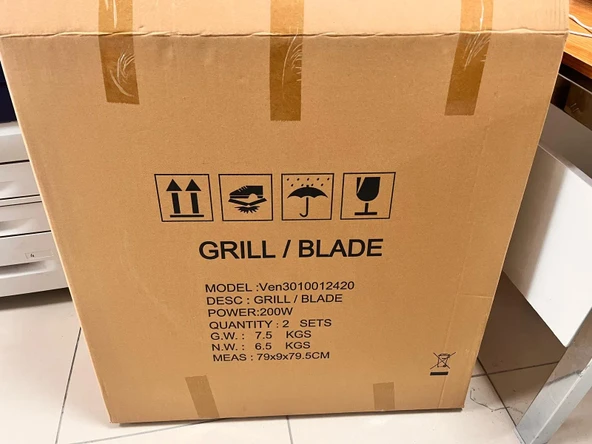 GRILL / BLADE
MODEL :Ven3010012420
DESC : GRILL / BLADE
POWER:200W
QUANTITY : 2 SETS
G.W. : 7.5 KGS
N.W. : 6.5 KGS
MEAS : 79x9x79.5CM